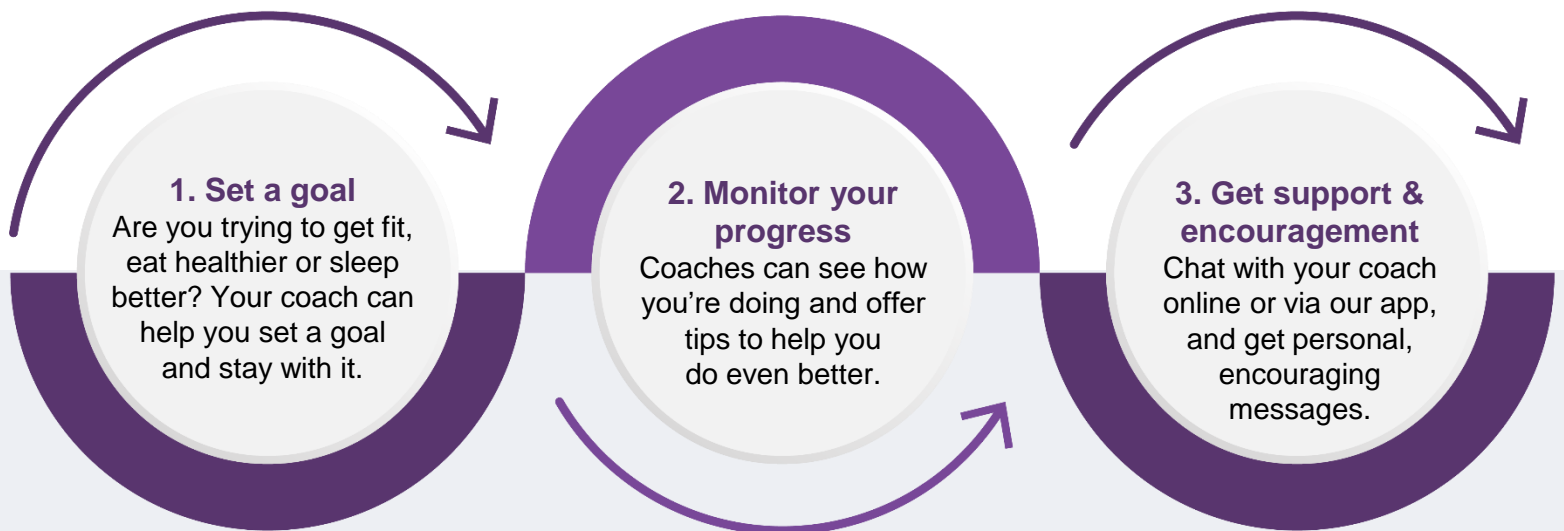 1. Set a goal
Are you trying to get fit,
eat healthier or sleep
better? Your coach can
help you set a goal
and stay with it.
2. Monitor your
progress
Coaches can see how
you’re doing and offer
tips to help you
do even better.
3. Get support &
encouragement
Chat with your coach
online or via our app,
and get personal,
encouraging
messages.